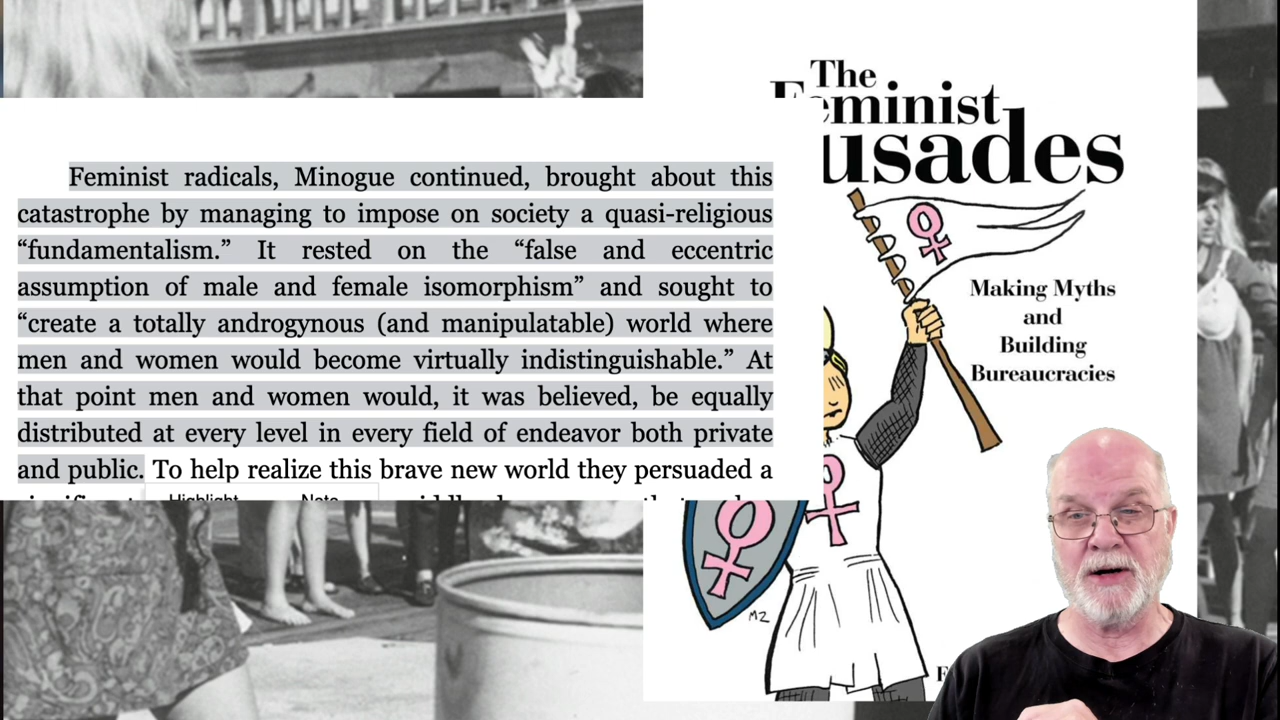 The
Feminist
usades
Making Myths
and
Building
Bureaucracies
MZ
Feminist radicals, Minogue continued, brought about this
catastrophe by managing to impose on society a quasi-religious
“fundamentalism.” It rested on the “false and eccentric
assumption of male and female isomorphism” and sought to
“create a totally androgynous (and manipulatable) world where
men and women would become virtually indistinguishable.” At
that point men and women would, it was believed, be equally
distributed at every level in every field of endeavor both private
and public. To help realize this brave new world they persuaded a
Highlight Note